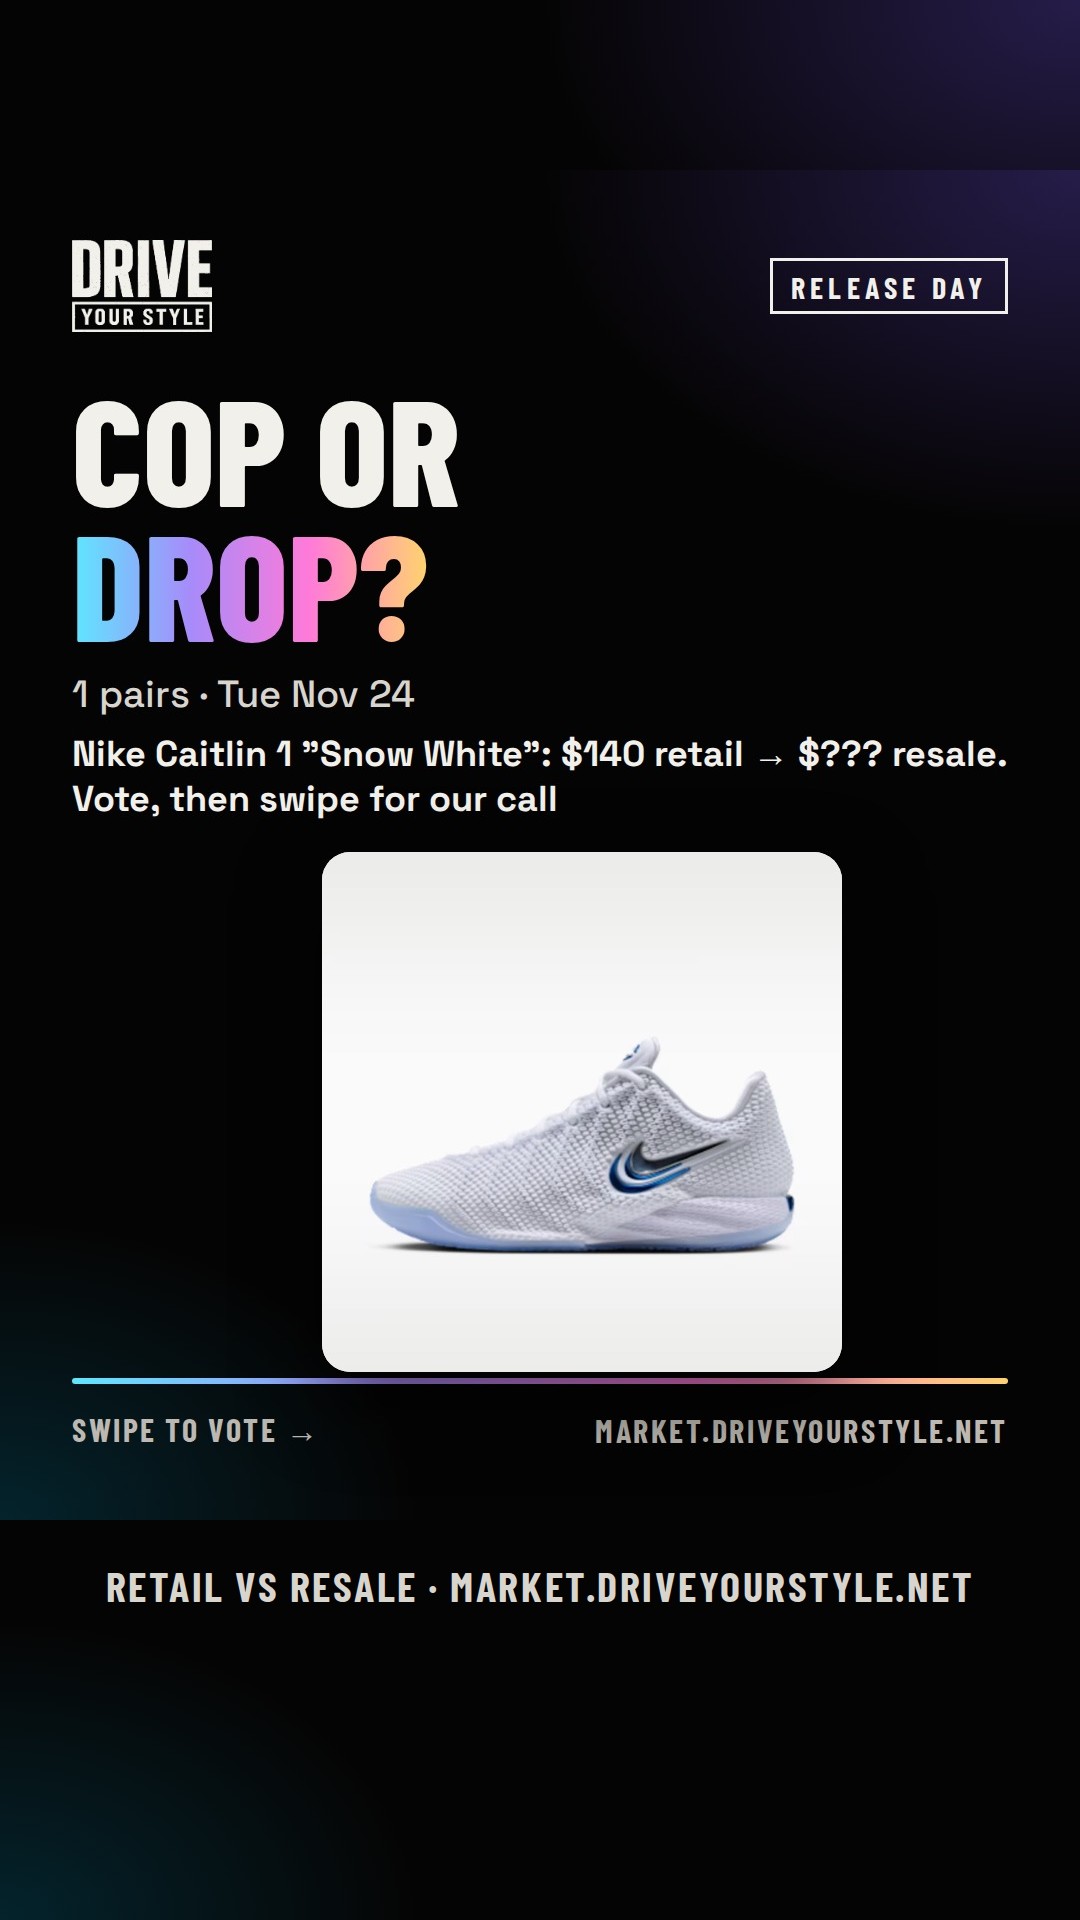 DRIVE
YOUR STYLE
RELEASE DAY
COP OR
DROP?
1 pairs · Tue Nov 24
Nike Caitlin 1 ”Snow White”: $140 retail → $??? resale.
Vote, then swipe for our call
SWIPE TO VOTE →
MARKET.DRIVEYOURSTYLE.NET
RETAIL VS RESALE · MARKET.DRIVEYOURSTYLE.NET